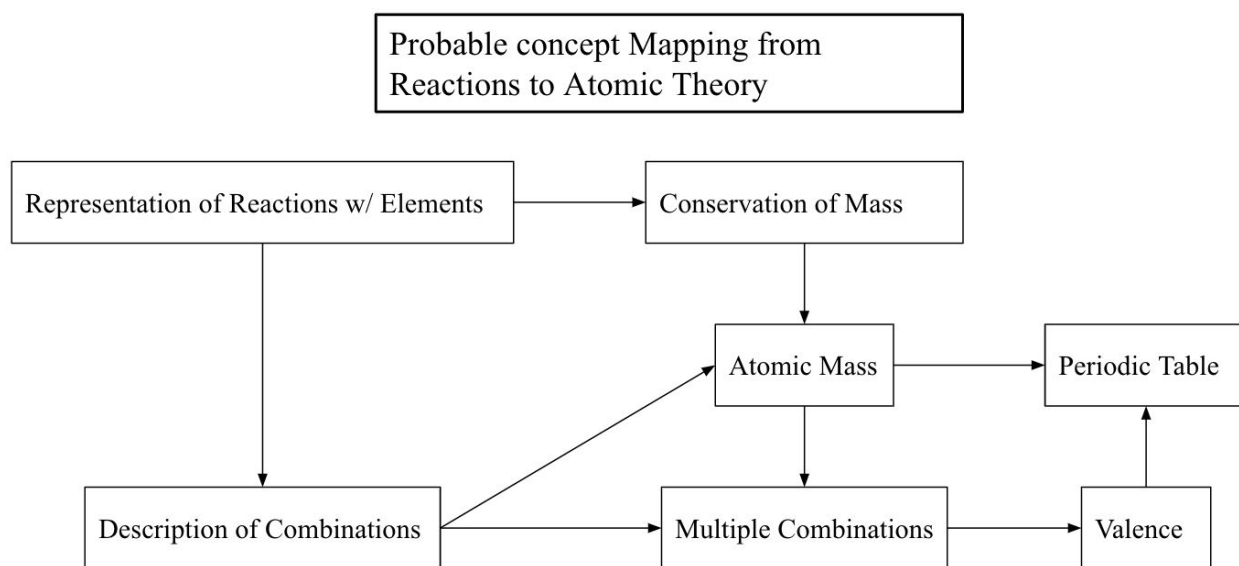 Probable concept Mapping from
Reactions to Atomic Theory
Representation of Reactions w/ Elements
Conservation of Mass
Atomic Mass
Periodic Table
Description of Combinations
Multiple Combinations
Valence